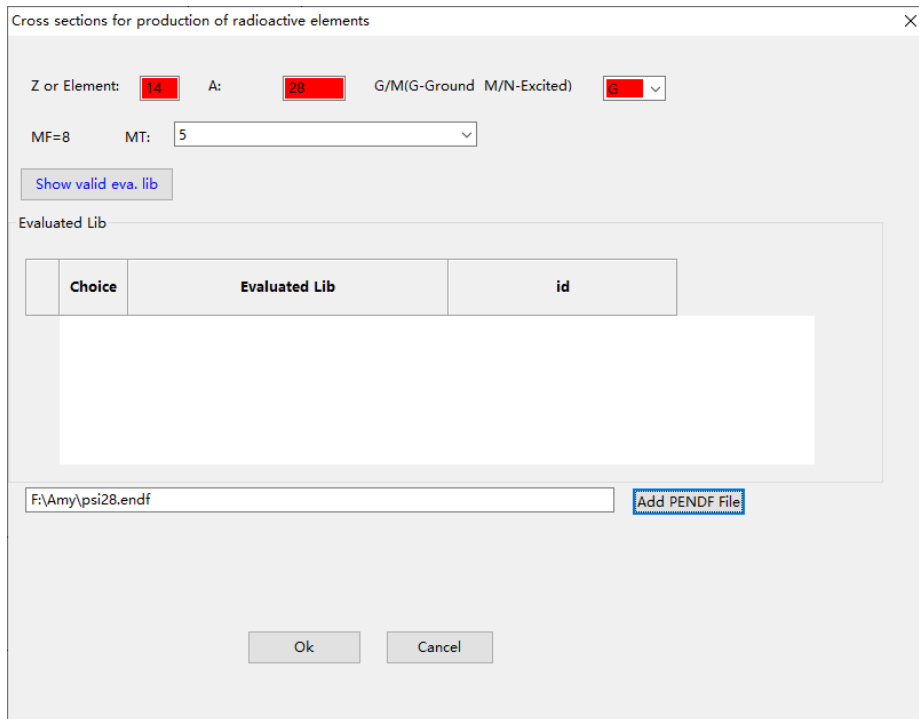 Cross sections for production of radioactive elements
Z or Element: 14 A: 28 G/M(G-Ground M/N-Excited) G
MF=8 MT: 5
Show valid eva. lib
Evaluated Lib
Choice Evaluated Lib id
F:\Amy\psi28.endf Add PENDF File
Ok Cancel